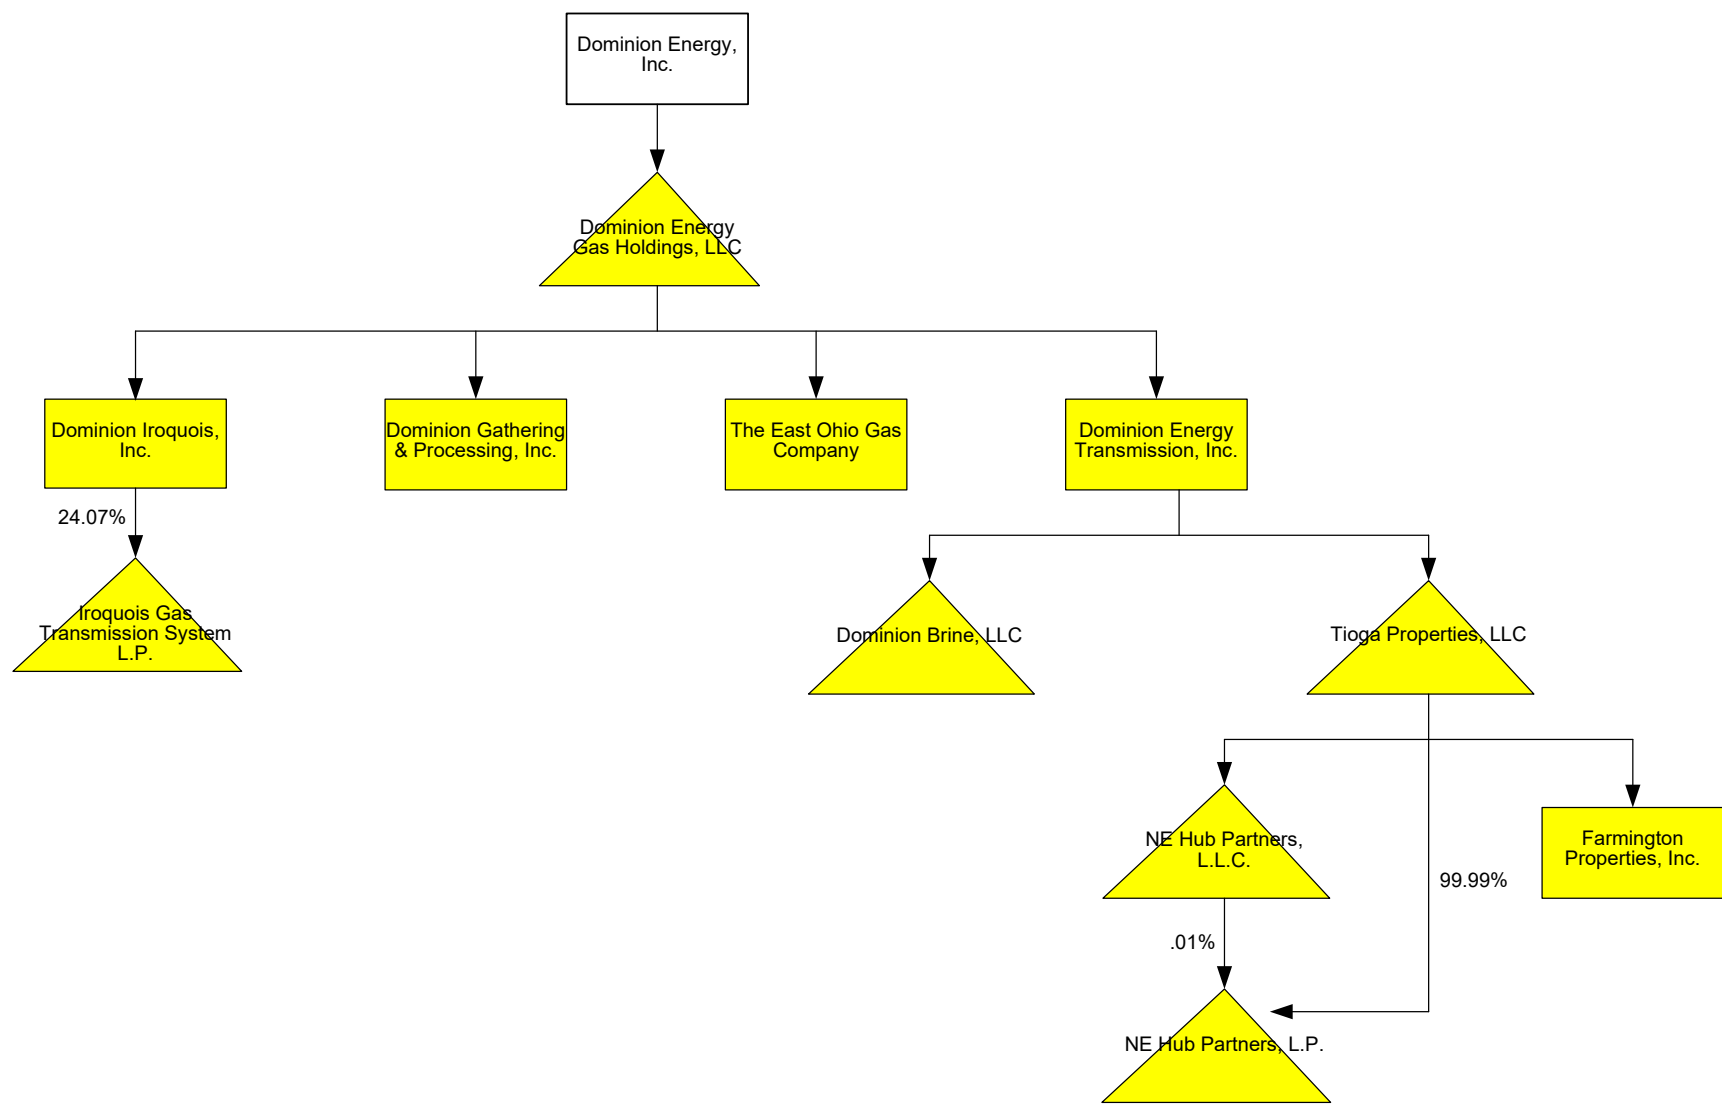 Dominion Energy,
Inc.
Dominion Energy
Gas Holdings, LLC
Dominion Iroquois,
Inc.
Dominion Gathering
& Processing, Inc.
The East Ohio Gas
Company
Dominion Energy
Transmission, Inc.
24.07%
Iroquois Gas
Transmission System
L.P.
Dominion Brine, LLC
Tioga Properties, LLC
NE Hub Partners,
L.L.C.
Farmington
Properties, Inc.
99.99%
.01%
NE Hub Partners, L.P.